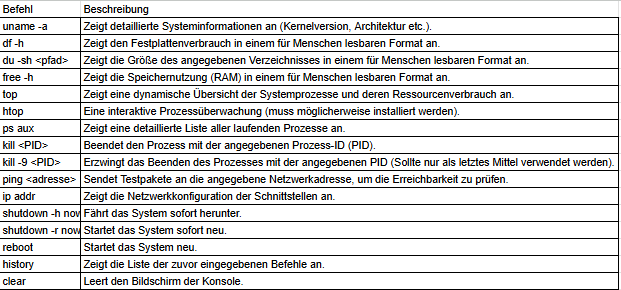 Befehl Beschreibung
uname -a Zeigt detaillierte Systeminformationen an (Kernelversion, Architektur etc.).
df -h Zeigt den Festplattenverbrauch in einem für Menschen lesbaren Format an.
du -sh <pfad> Zeigt die Größe des angegebenen Verzeichnisses in einem für Menschen lesbaren Format an.
free -h Zeigt die Speichernutzung (RAM) in einem für Menschen lesbaren Format an.
top Zeigt eine dynamische Übersicht der Systemprozesse und deren Ressourcenverbrauch an.
htop Eine interaktive Prozessüberwachung (muss möglicherweise installiert werden).
ps aux Zeigt eine detaillierte Liste aller laufenden Prozesse an.
kill <PID> Beendet den Prozess mit der angegebenen Prozess-ID (PID).
kill -9 <PID> Erzwingt das Beenden des Prozesses mit der angegebenen PID (Sollte nur als letztes Mittel verwendet werden).
ping <adresse> Sendet Testpakete an die angegebene Netzwerkadresse, um die Erreichbarkeit zu prüfen.
ip addr Zeigt die Netzwerkkonfiguration der Schnittstellen an.
shutdown -h now Fährt das System sofort herunter.
shutdown -r now Startet das System sofort neu.
reboot Startet das System neu.
history Zeigt die Liste der zuvor eingegebenen Befehle an.
clear Leert den Bildschirm der Konsole.